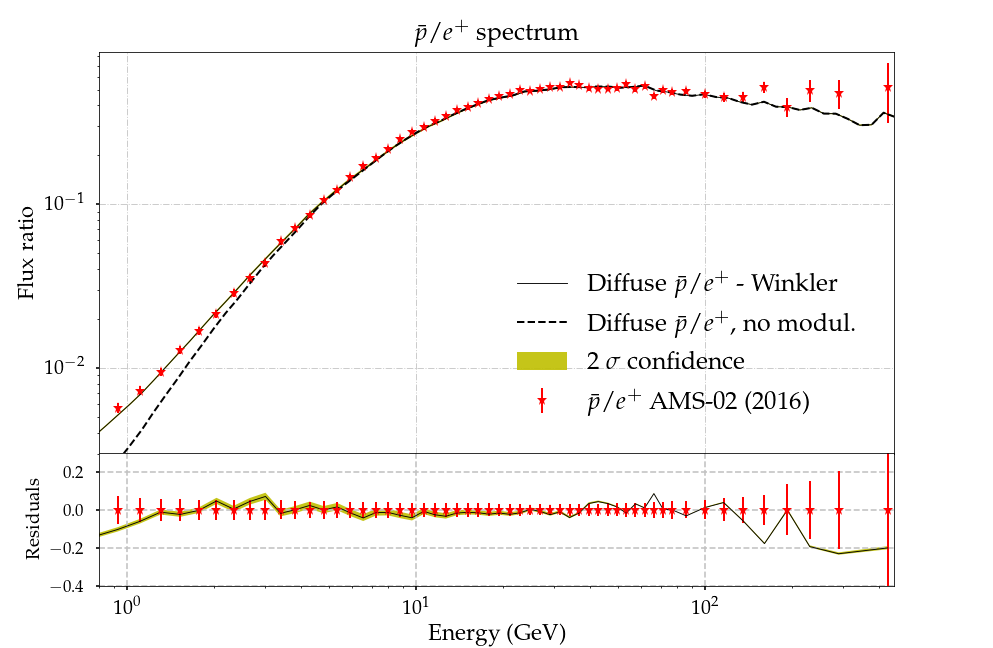 p̄/e⁺ spectrum
Flux ratio
10⁻¹
10⁻²
Diffuse p̄/e⁺ - Winkler
Diffuse p̄/e⁺, no modul.
2 σ confidence
p̄/e⁺ AMS-02 (2016)
Residuals
0.2
0.0
−0.2
−0.4
10⁰
10¹
10²
Energy (GeV)